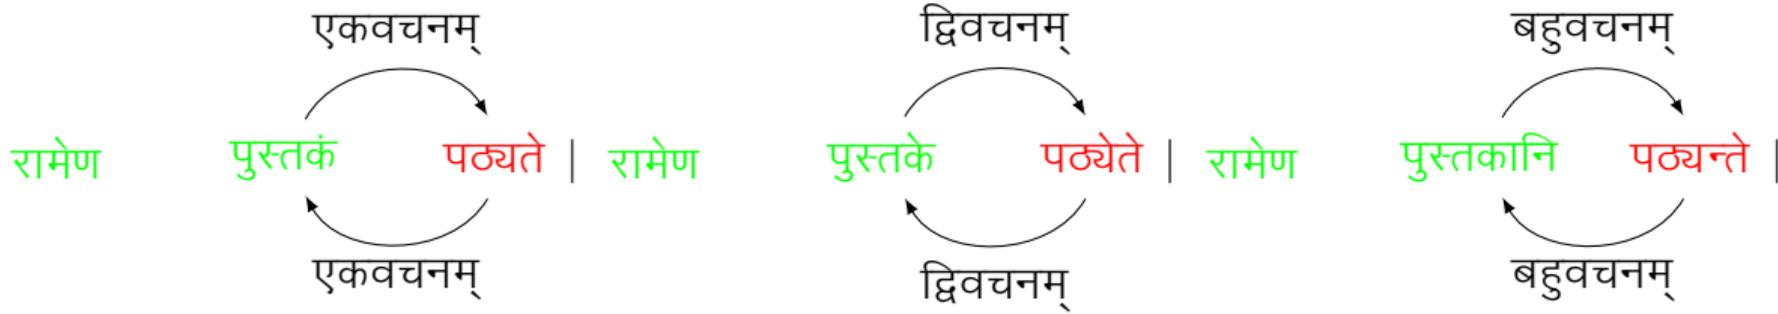 एकवचनम् द्विवचनम् बहुवचनम्
रामेण पुस्तकं पठ्यते | रामेण पुस्तके पठ्येते | रामेण पुस्तकानि पठ्यन्ते |
एकवचनम् द्विवचनम् बहुवचनम्